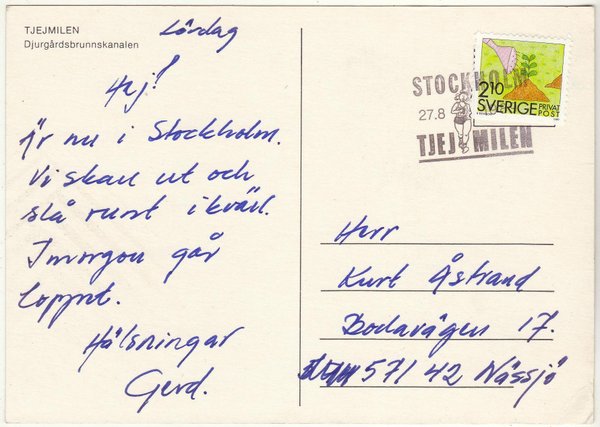 TJEJMILEN
Djurgårdsbrunnskanalen
Lördag
Hej!
Är nu i Stockholm.
Vi skall ut och
slå runt ikväll.
Imorgon går
loppet.
Hälsningar
Gerd.
STOCKHOLM
27.8
TJEJMILEN
2.10
SVERIGE PRIVAT
POST
Herr
Kurt Åstrand
Bodavägen 17.
571 42 Nässjö